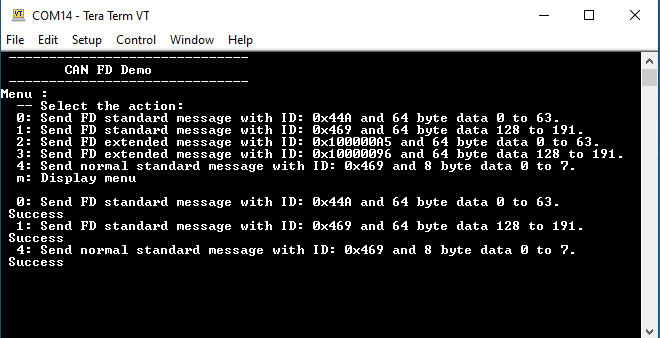 VT COM14 - Tera Term VT
File Edit Setup Control Window Help
------------------------------
CAN FD Demo
------------------------------
Menu :
-- Select the action:
0: Send FD standard message with ID: 0x44A and 64 byte data 0 to 63.
1: Send FD standard message with ID: 0x469 and 64 byte data 128 to 191.
2: Send FD extended message with ID: 0x100000A5 and 64 byte data 0 to 63.
3: Send FD extended message with ID: 0x10000096 and 64 byte data 128 to 191.
4: Send normal standard message with ID: 0x469 and 8 byte data 0 to 7.
m: Display menu
0: Send FD standard message with ID: 0x44A and 64 byte data 0 to 63.
Success
1: Send FD standard message with ID: 0x469 and 64 byte data 128 to 191.
Success
4: Send normal standard message with ID: 0x469 and 8 byte data 0 to 7.
Success